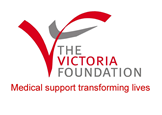 THE
VICTORIA
FOUNDATION
Medical support transforming lives